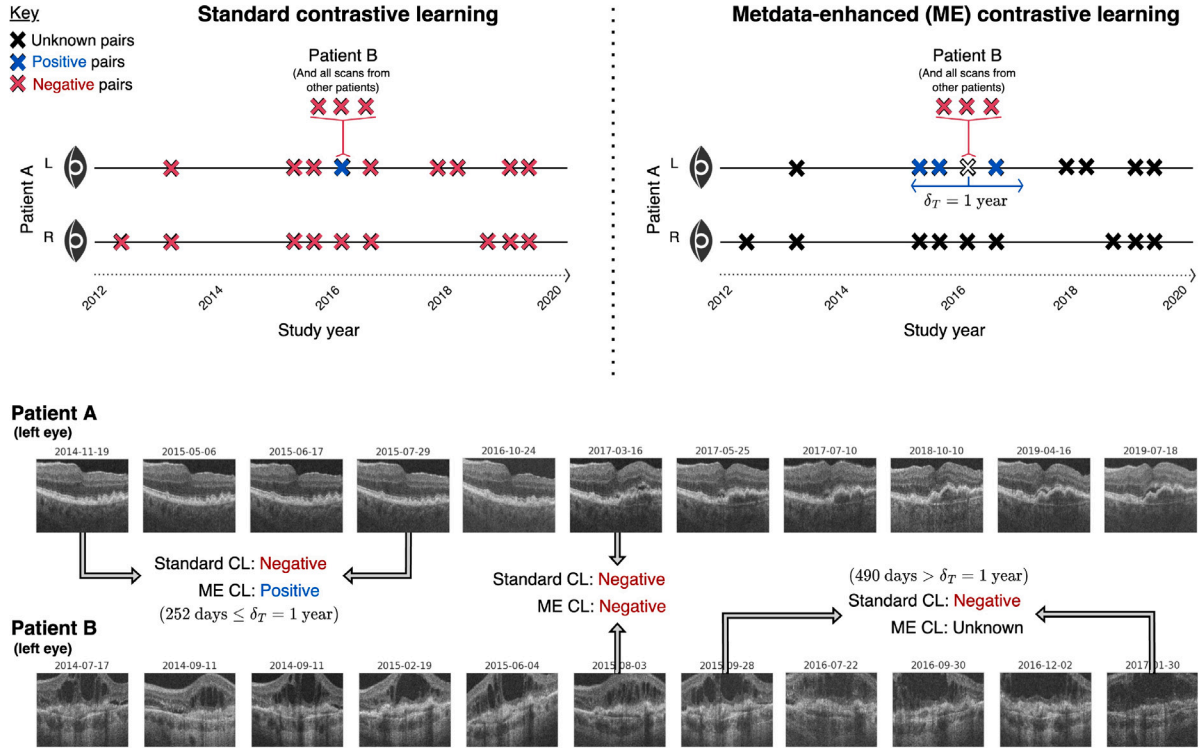 Key
Unknown pairs
Positive pairs
Negative pairs
Standard contrastive learning
Patient B
(And all scans from
other patients)
Patient A
L
R
2012
2014
2016
2018
2020
Study year
Metdata-enhanced (ME) contrastive learning
Patient B
(And all scans from
other patients)
Patient A
L
δT = 1 year
R
2012
2014
2016
2018
2020
Study year
Patient A
(left eye)
2014-11-19 2015-05-06 2015-06-17 2015-07-29 2016-10-24 2017-03-16 2017-05-25 2017-07-10 2018-10-10 2019-04-16 2019-07-18
Standard CL: Negative
ME CL: Positive
(252 days ≤ δT = 1 year)
Standard CL: Negative
ME CL: Negative
(490 days > δT = 1 year)
Standard CL: Negative
ME CL: Unknown
Patient B
(left eye)
2014-07-17 2014-09-11 2014-09-11 2015-02-19 2015-06-04 2015-08-03 2015-09-28 2016-07-22 2016-09-30 2016-12-02 2017-01-30